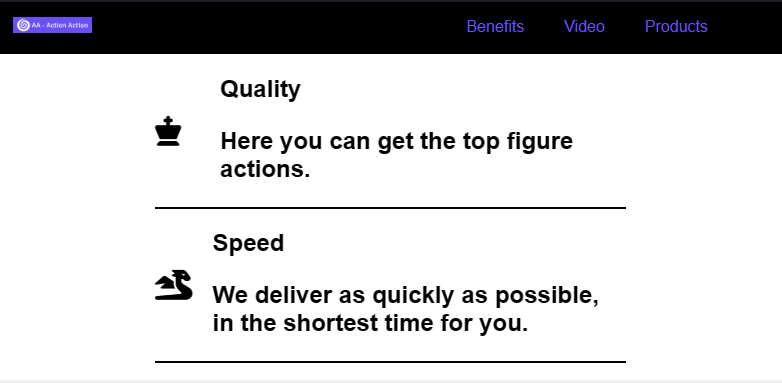 AA - Action Action
Benefits
Video
Products
Quality
Here you can get the top figure
actions.
Speed
We deliver as quickly as possible,
in the shortest time for you.